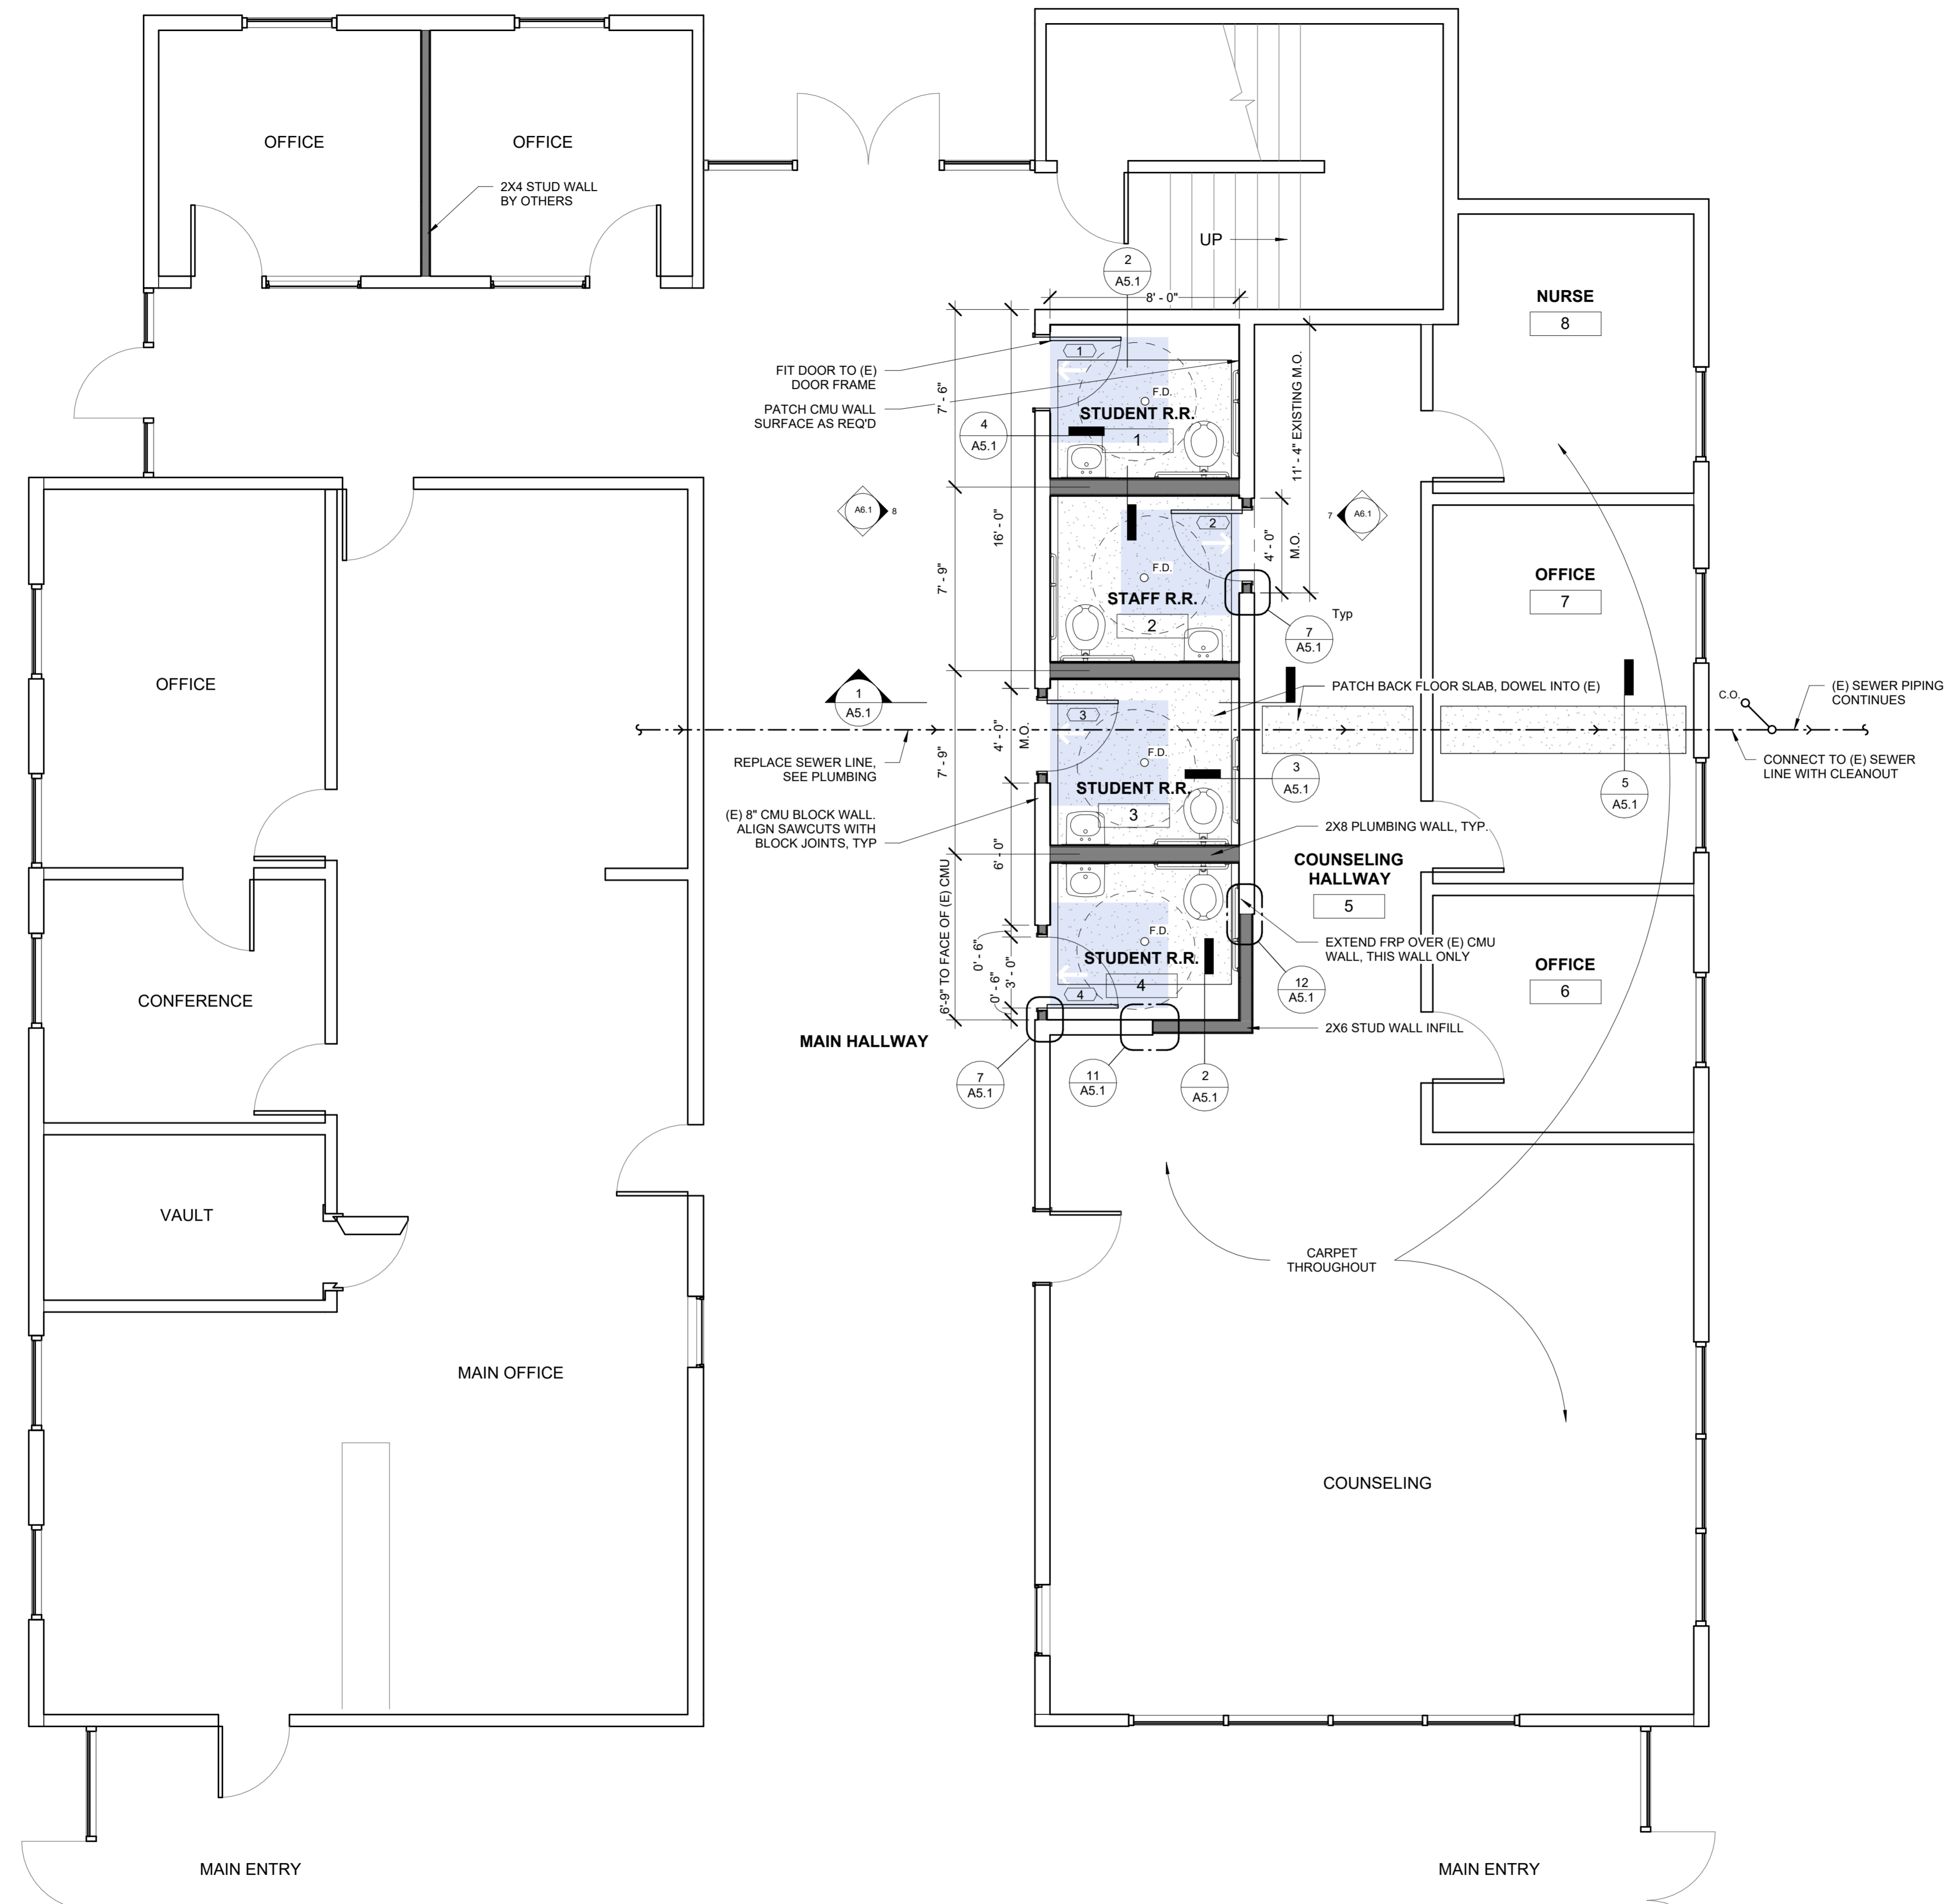 OFFICE
OFFICE
2X4 STUD WALL
BY OTHERS
UP
2
A5.1
8' - 0"
NURSE
8
FIT DOOR TO (E)
DOOR FRAME
PATCH CMU WALL
SURFACE AS REQ'D
7' - 6"
1
F.D.
STUDENT R.R.
1
4
A5.1
11' - 4" EXISTING M.O.
A6.1
8
16' - 0"
2
4' - 0"
M.O.
7
A6.1
7' - 9"
F.D.
STAFF R.R.
2
Typ
7
A5.1
OFFICE
7
OFFICE
1
A5.1
PATCH BACK FLOOR SLAB, DOWEL INTO (E)
C.O.
(E) SEWER PIPING
CONTINUES
3
4' - 0"
M.O.
7' - 9"
REPLACE SEWER LINE,
SEE PLUMBING
F.D.
STUDENT R.R.
3
3
A5.1
5
A5.1
CONNECT TO (E) SEWER
LINE WITH CLEANOUT
(E) 8" CMU BLOCK WALL.
ALIGN SAWCUTS WITH
BLOCK JOINTS, TYP
2X8 PLUMBING WALL, TYP.
6' - 0"
6'-9" TO FACE OF (E) CMU
COUNSELING
HALLWAY
5
0' - 6"
3' - 0"
0' - 6"
F.D.
STUDENT R.R.
4
4
EXTEND FRP OVER (E) CMU
WALL, THIS WALL ONLY
12
A5.1
OFFICE
6
CONFERENCE
MAIN HALLWAY
2X6 STUD WALL INFILL
7
A5.1
11
A5.1
2
A5.1
VAULT
CARPET
THROUGHOUT
MAIN OFFICE
COUNSELING
MAIN ENTRY
MAIN ENTRY